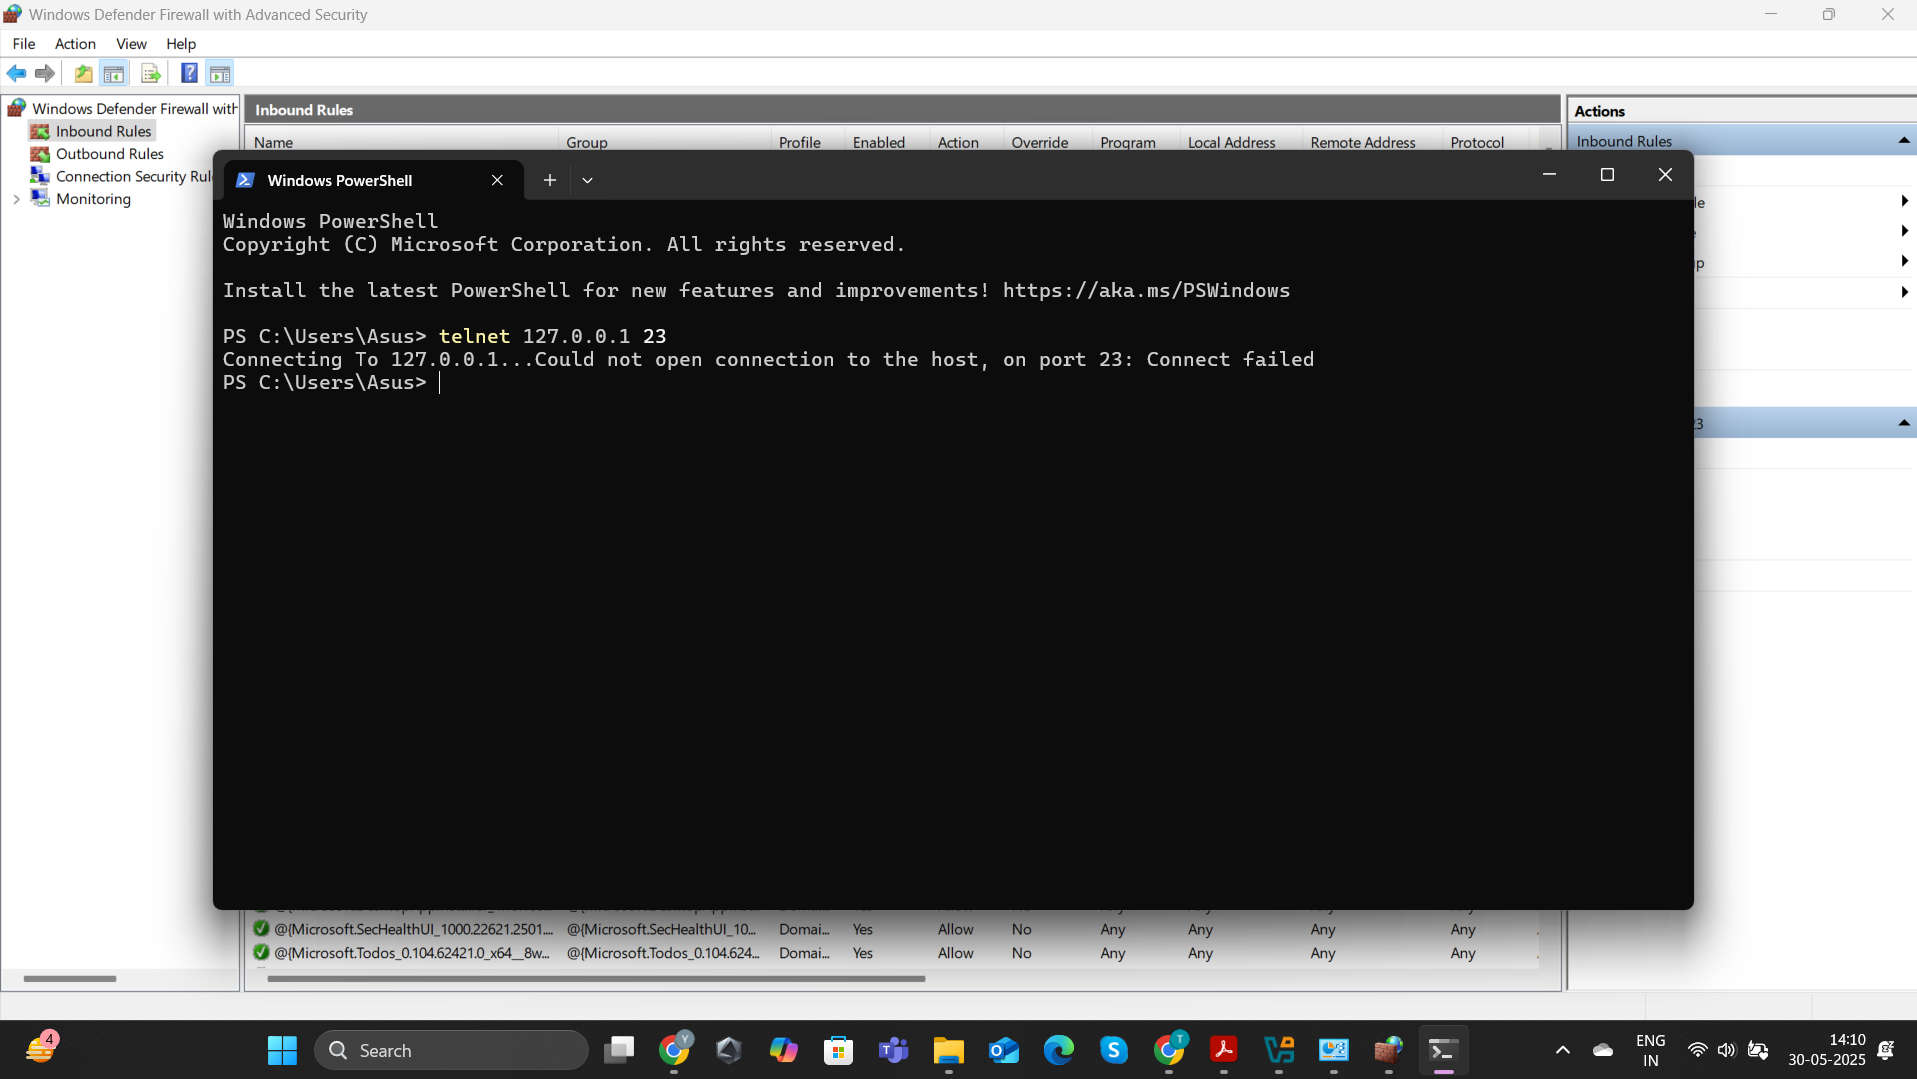 Windows Defender Firewall with Advanced Security
File Action View Help
Windows Defender Firewall with
Inbound Rules
Outbound Rules
Connection Security Rul
Monitoring
Inbound Rules
Name Group Profile Enabled Action Override Program Local Address Remote Address Protocol
Actions
Inbound Rules
le
p
23
Windows PowerShell
Windows PowerShell
Copyright (C) Microsoft Corporation. All rights reserved.
Install the latest PowerShell for new features and improvements! https://aka.ms/PSWindows
PS C:\Users\Asus> telnet 127.0.0.1 23
Connecting To 127.0.0.1...Could not open connection to the host, on port 23: Connect failed
PS C:\Users\Asus>
@{Microsoft.SecHealthUI_1000.22621.2501.... @{Microsoft.SecHealthUI_10... Domai... Yes Allow No Any Any Any Any
@{Microsoft.Todos_0.104.62421.0_x64__8w... @{Microsoft.Todos_0.104.624... Domai... Yes Allow No Any Any Any Any
4
Search
Y
T
ENG
IN
14:10
30-05-2025